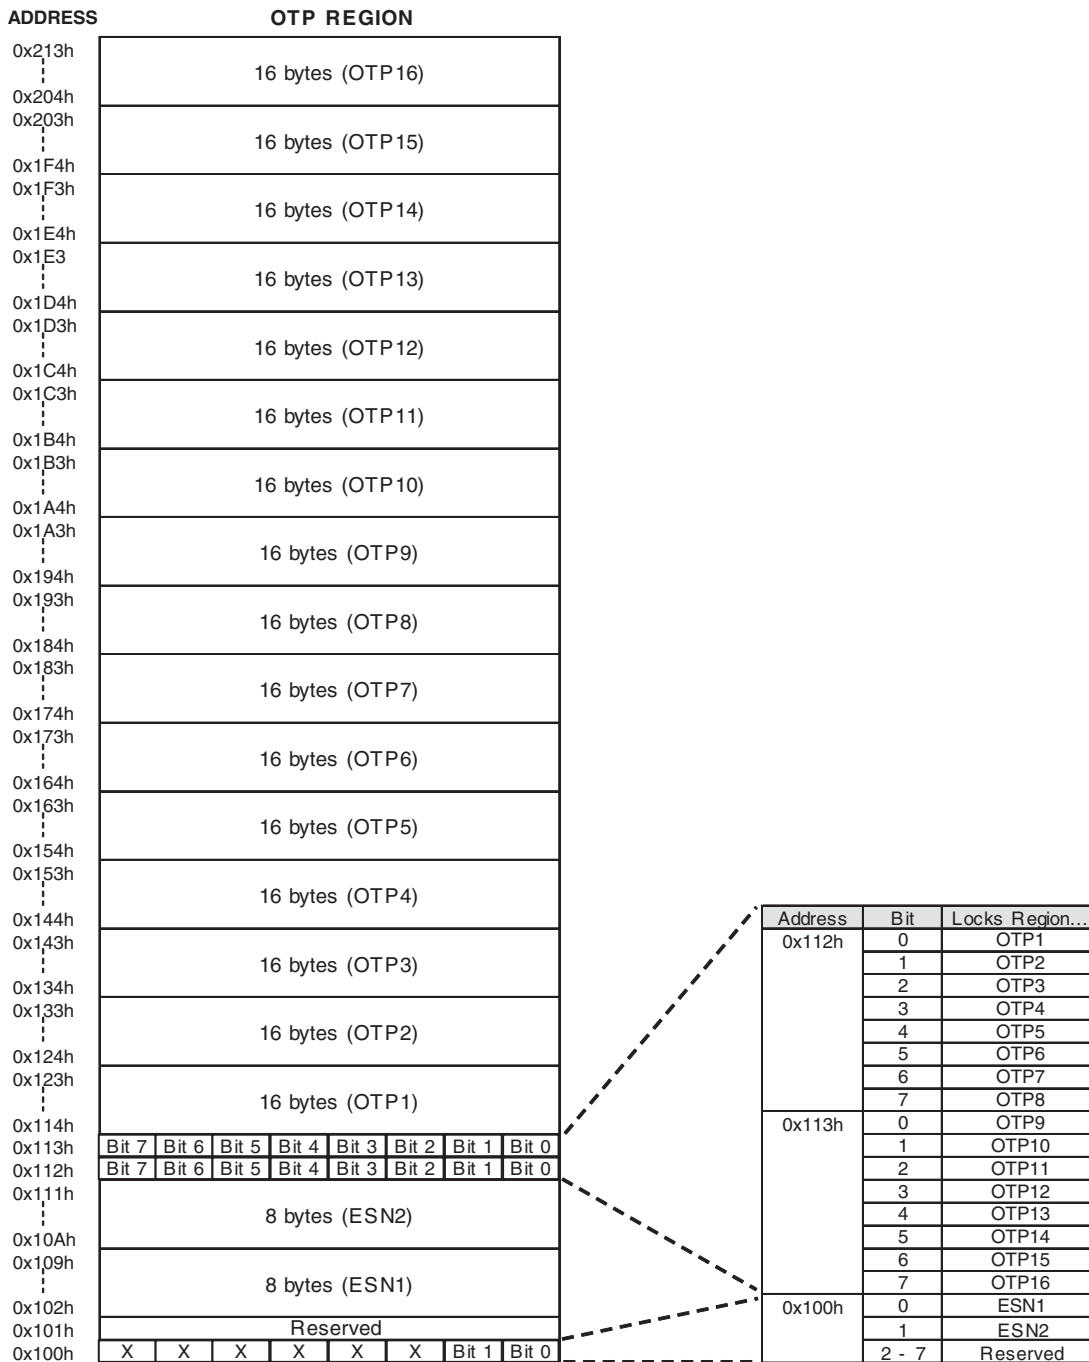 ADDRESS OTP REGION
0x213h
16 bytes (OTP16)
0x204h
0x203h
16 bytes (OTP15)
0x1F4h
0x1F3h
16 bytes (OTP14)
0x1E4h
0x1E3
16 bytes (OTP13)
0x1D4h
0x1D3h
16 bytes (OTP12)
0x1C4h
0x1C3h
16 bytes (OTP11)
0x1B4h
0x1B3h
16 bytes (OTP10)
0x1A4h
0x1A3h
16 bytes (OTP9)
0x194h
0x193h
16 bytes (OTP8)
0x184h
0x183h
16 bytes (OTP7)
0x174h
0x173h
16 bytes (OTP6)
0x164h
0x163h
16 bytes (OTP5)
0x154h
0x153h
16 bytes (OTP4)
0x144h
0x143h
16 bytes (OTP3)
0x134h
0x133h
16 bytes (OTP2)
0x124h
0x123h
16 bytes (OTP1)
0x114h
0x113h Bit 7 Bit 6 Bit 5 Bit 4 Bit 3 Bit 2 Bit 1 Bit 0
0x112h Bit 7 Bit 6 Bit 5 Bit 4 Bit 3 Bit 2 Bit 1 Bit 0
0x111h
8 bytes (ESN2)
0x10Ah
0x109h
8 bytes (ESN1)
0x102h
0x101h Reserved
0x100h X X X X X X Bit 1 Bit 0
Address Bit Locks Region...
0x112h 0 OTP1
1 OTP2
2 OTP3
3 OTP4
4 OTP5
5 OTP6
6 OTP7
7 OTP8
0x113h 0 OTP9
1 OTP10
2 OTP11
3 OTP12
4 OTP13
5 OTP14
6 OTP15
7 OTP16
0x100h 0 ESN1
1 ESN2
2 - 7 Reserved